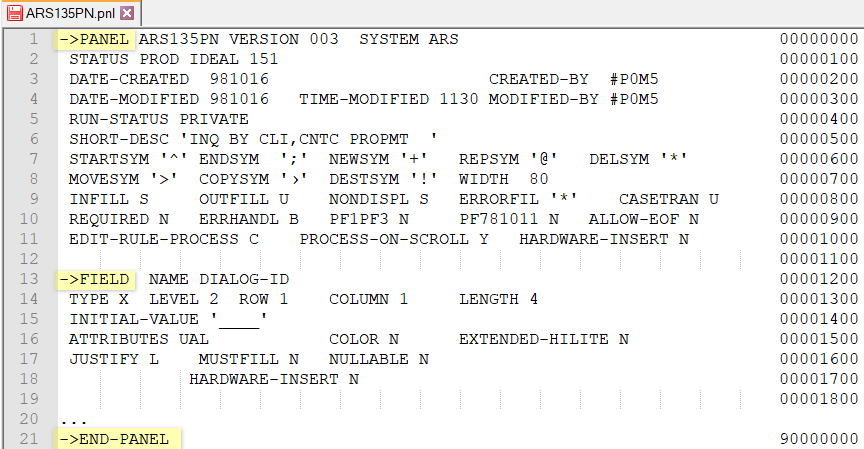 ARS135PN.pnl
1 ->PANEL ARS135PN VERSION 003  SYSTEM ARS 00000000
2 STATUS PROD IDEAL 151 00000100
3 DATE-CREATED  981016 CREATED-BY  #P0M5 00000200
4 DATE-MODIFIED 981016   TIME-MODIFIED 1130 MODIFIED-BY #P0M5 00000300
5 RUN-STATUS PRIVATE 00000400
6 SHORT-DESC 'INQ BY CLI,CNTC PROPMT  ' 00000500
7 STARTSYM '^' ENDSYM  ';' NEWSYM '+'   REPSYM '@'   DELSYM '*' 00000600
8 MOVESYM '>'  COPYSYM '›' DESTSYM '!'  WIDTH  80 00000700
9 INFILL S     OUTFILL U    NONDISPL S   ERRORFIL '*'    CASETRAN U 00000800
10 REQUIRED N   ERRHANDL B   PF1PF3 N     PF781011 N   ALLOW-EOF N 00000900
11 EDIT-RULE-PROCESS C    PROCESS-ON-SCROLL Y   HARDWARE-INSERT N 00001000
12 00001100
13 ->FIELD  NAME DIALOG-ID 00001200
14 TYPE X  LEVEL 2  ROW 1    COLUMN 1     LENGTH 4 00001300
15 INITIAL-VALUE '____' 00001400
16 ATTRIBUTES UAL            COLOR N      EXTENDED-HILITE N 00001500
17 JUSTIFY L    MUSTFILL N   NULLABLE N 00001600
18 HARDWARE-INSERT N 00001700
19 00001800
20 ...
21 ->END-PANEL 90000000